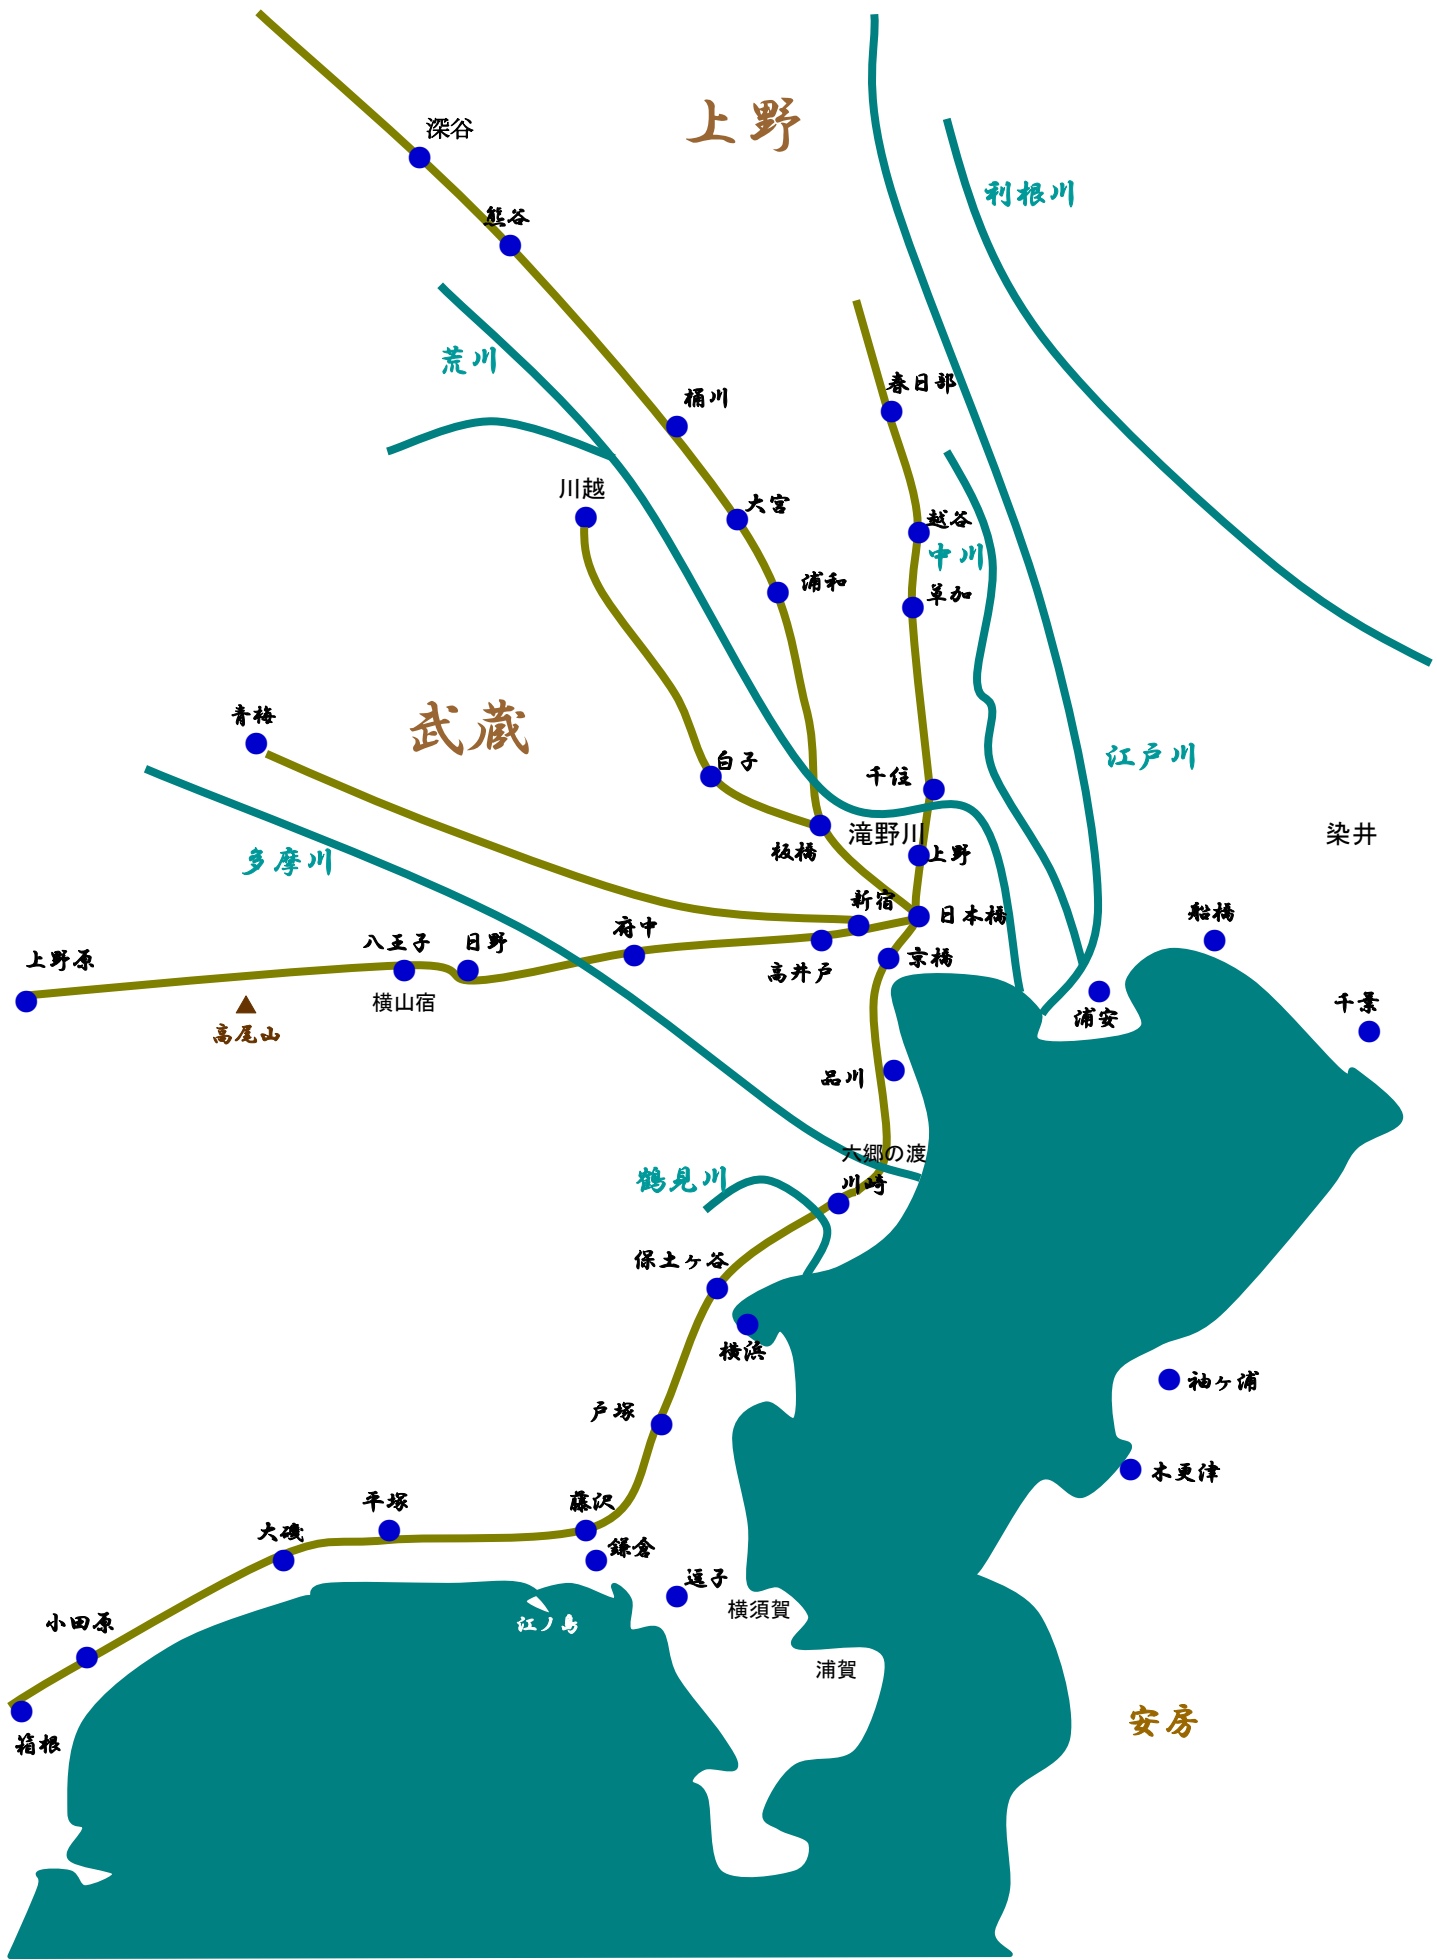 上野
深谷
利根川
熊谷
荒川
春日部
桶川
川越
大宮
越谷
中川
浦和
草加
青梅
武蔵
江戸川
白子
千住
滝野川
染井
板橋
上野
多摩川
新宿
日本橋
船橋
府中
八王子
日野
上野原
高井戸
京橋
横山宿
千葉
浦安
高尾山
品川
六郷の渡
鶴見川
川崎
保土ヶ谷
横浜
袖ヶ浦
戸塚
木更津
平塚
藤沢
大磯
鎌倉
逗子
横須賀
小田原
江ノ島
浦賀
安房
箱根